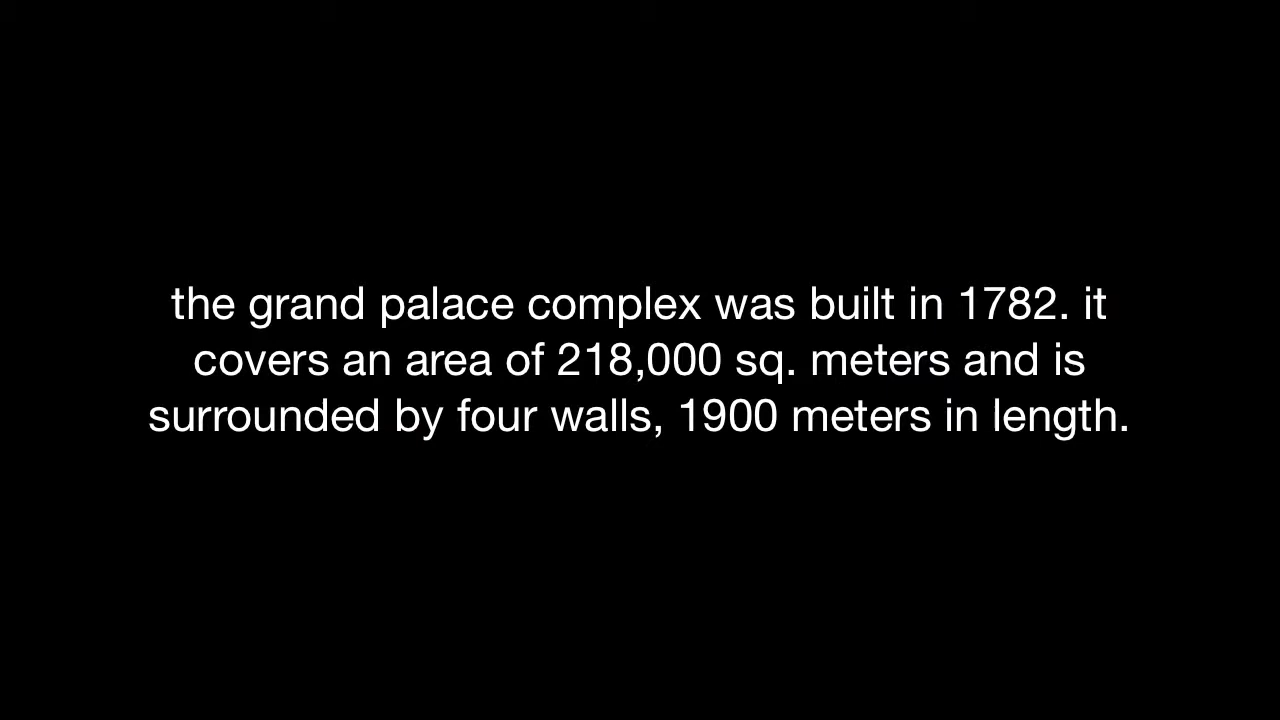 the grand palace complex was built in 1782. it
covers an area of 218,000 sq. meters and is
surrounded by four walls, 1900 meters in length.